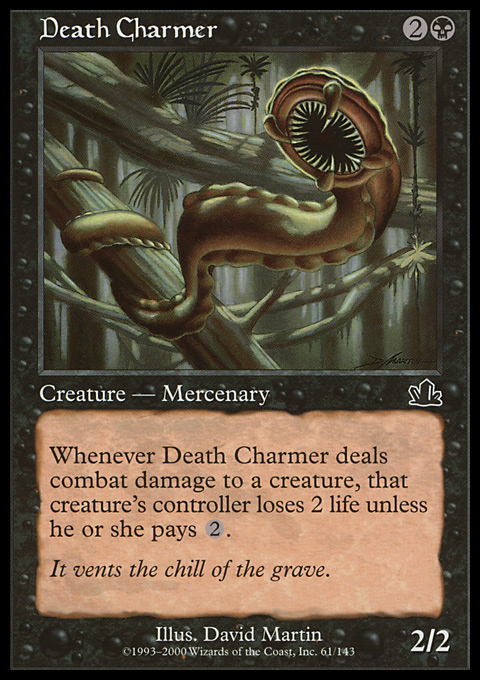 Death Charmer 2
Creature — Mercenary
Whenever Death Charmer deals
combat damage to a creature, that
creature's controller loses 2 life unless
he or she pays 2.
It vents the chill of the grave.
Illus. David Martin
2/2
©1993–2000 Wizards of the Coast, Inc. 61/143